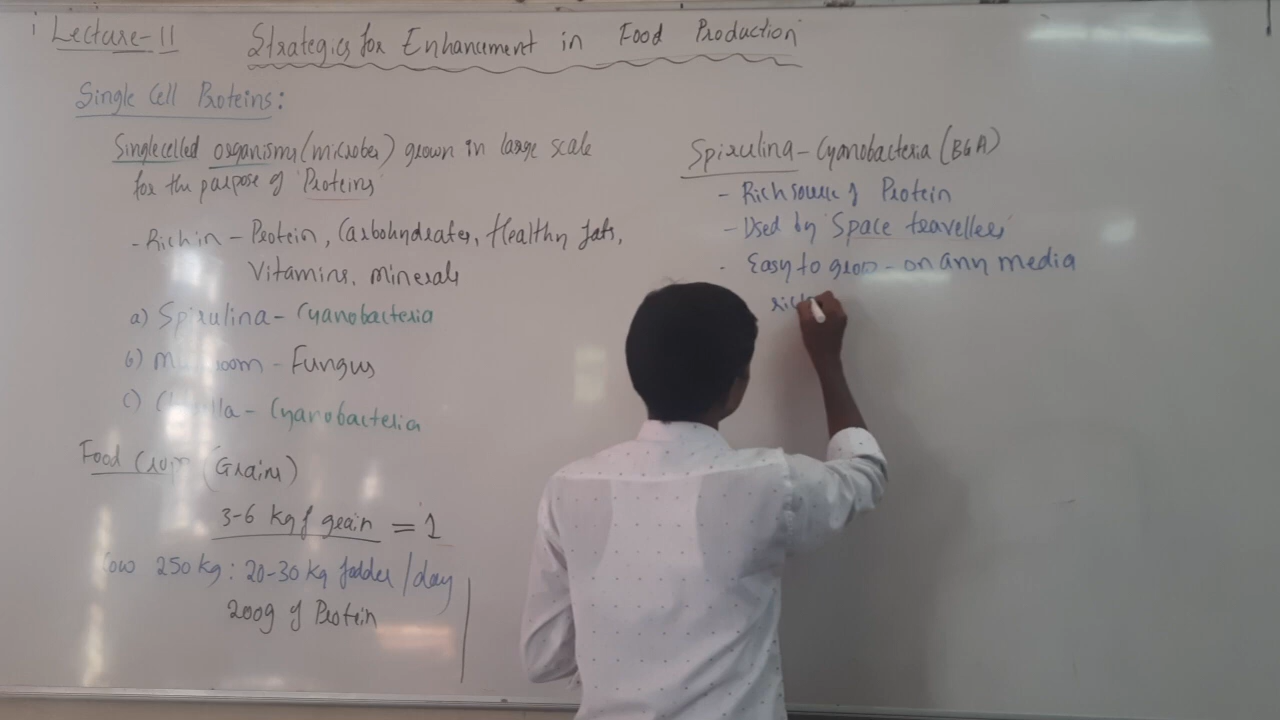 Lecture-11 Strategies for Enhancement in Food Production
Single Cell Proteins:
Singlecelled organisms (microbes) grown in large scale
for the purpose of 'Proteins'
- Rich in - Protein, Carbohydrates, Healthy fats,
Vitamins, minerals
a) Spirulina - Cyanobacteria
b) - Fungus
c) - Cyanobacteria
Food Crop (Grains)
3-6 kg of grain = 1
Cow 250 kg : 20-30 kg fodder / day
200g of Protein
Spirulina - Cyanobacteria (BGA)
- Rich source of Protein
- Used by 'Space travellers'
- Easy to grow - on any media